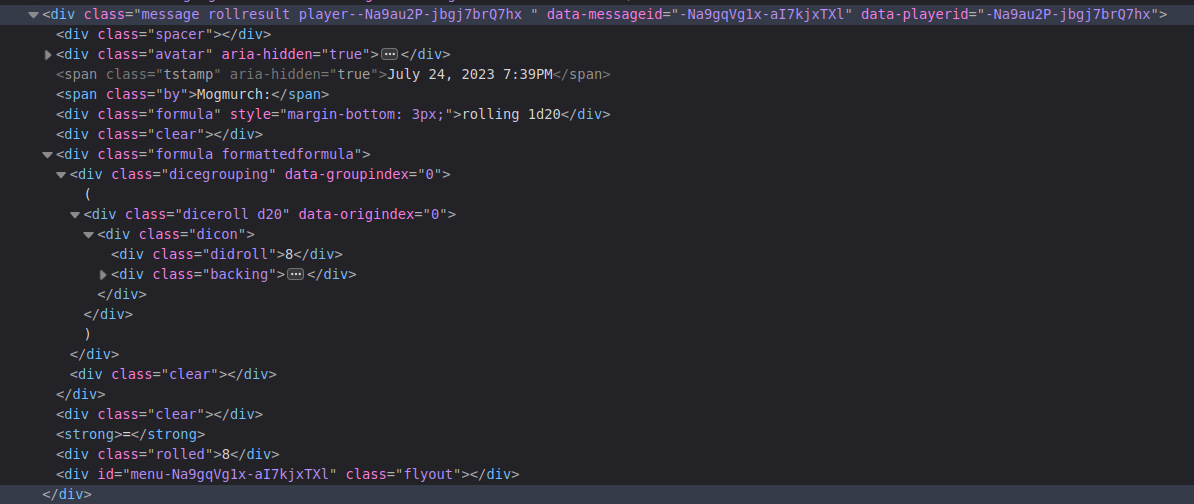 <div class="message rollresult player--Na9au2P-jbgj7brQ7hx " data-messageid="-Na9gqVg1x-aI7kjxTXl" data-playerid="-Na9au2P-jbgj7brQ7hx">
<div class="spacer"></div>
<div class="avatar" aria-hidden="true">⋯</div>
<span class="tstamp" aria-hidden="true">July 24, 2023 7:39PM</span>
<span class="by">Mogmurch:</span>
<div class="formula" style="margin-bottom: 3px;">rolling 1d20</div>
<div class="clear"></div>
<div class="formula formattedformula">
<div class="dicegrouping" data-groupindex="0">
(
<div class="diceroll d20" data-origindex="0">
<div class="dicon">
<div class="didroll">8</div>
<div class="backing">⋯</div>
</div>
</div>
)
</div>
<div class="clear"></div>
</div>
<div class="clear"></div>
<strong>=</strong>
<div class="rolled">8</div>
<div id="menu-Na9gqVg1x-aI7kjxTXl" class="flyout"></div>
</div>